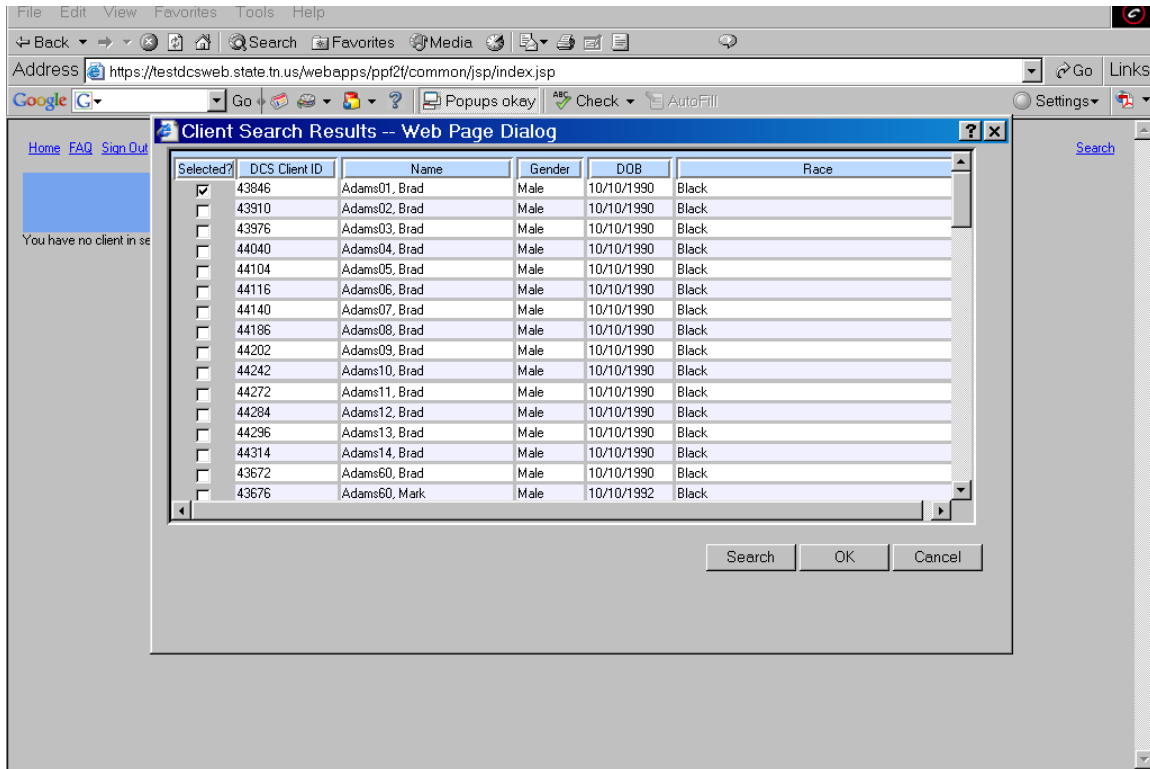 File Edit View Favorites Tools Help
Back Search Favorites Media
Address https://testdcsweb.state.tn.us/webapps/ppf2f/common/jsp/index.jsp Go Links
Google G Go Popups okay ABC Check AutoFill Settings
Client Search Results -- Web Page Dialog ? X
Home FAQ Sign Out Search
Selected? DCS Client ID Name Gender DOB Race
43846 Adams01, Brad Male 10/10/1990 Black
43910 Adams02, Brad Male 10/10/1990 Black
43976 Adams03, Brad Male 10/10/1990 Black
You have no client in se
44040 Adams04, Brad Male 10/10/1990 Black
44104 Adams05, Brad Male 10/10/1990 Black
44116 Adams06, Brad Male 10/10/1990 Black
44140 Adams07, Brad Male 10/10/1990 Black
44186 Adams08, Brad Male 10/10/1990 Black
44202 Adams09, Brad Male 10/10/1990 Black
44242 Adams10, Brad Male 10/10/1990 Black
44272 Adams11, Brad Male 10/10/1990 Black
44284 Adams12, Brad Male 10/10/1990 Black
44296 Adams13, Brad Male 10/10/1990 Black
44314 Adams14, Brad Male 10/10/1990 Black
43672 Adams60, Brad Male 10/10/1990 Black
43676 Adams60, Mark Male 10/10/1992 Black
Search OK Cancel